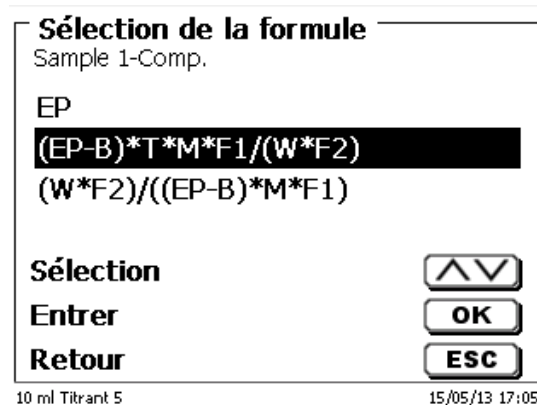 Sélection de la formule
Sample 1-Comp.
EP
(EP-B)*T*M*F1/(W*F2)
(W*F2)/((EP-B)*M*F1)
Sélection
Entrer OK
Retour ESC
10 ml Titrant 5 15/05/13 17:05